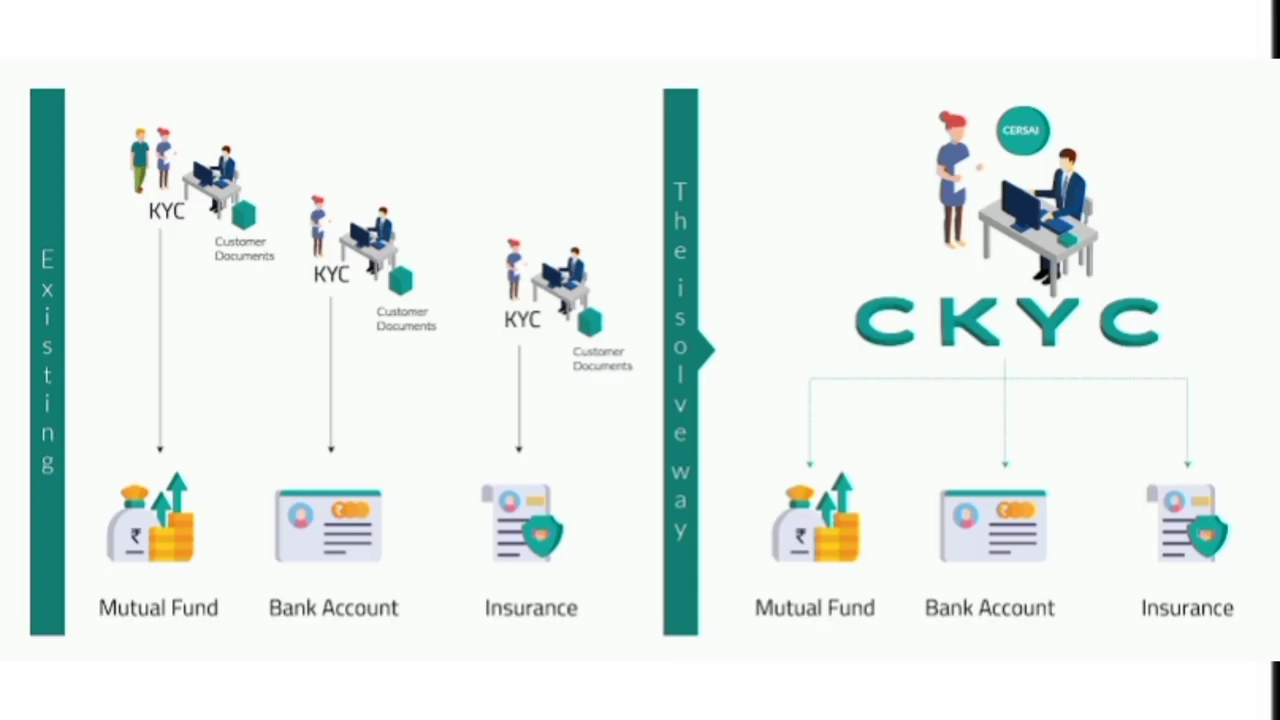 Existing
KYC
Customer
Documents
KYC
Customer
Documents
KYC
Customer
Documents
₹
Mutual Fund
Bank Account
Insurance
The isolve way
CERSAI
CKYC
₹
Mutual Fund
Bank Account
Insurance